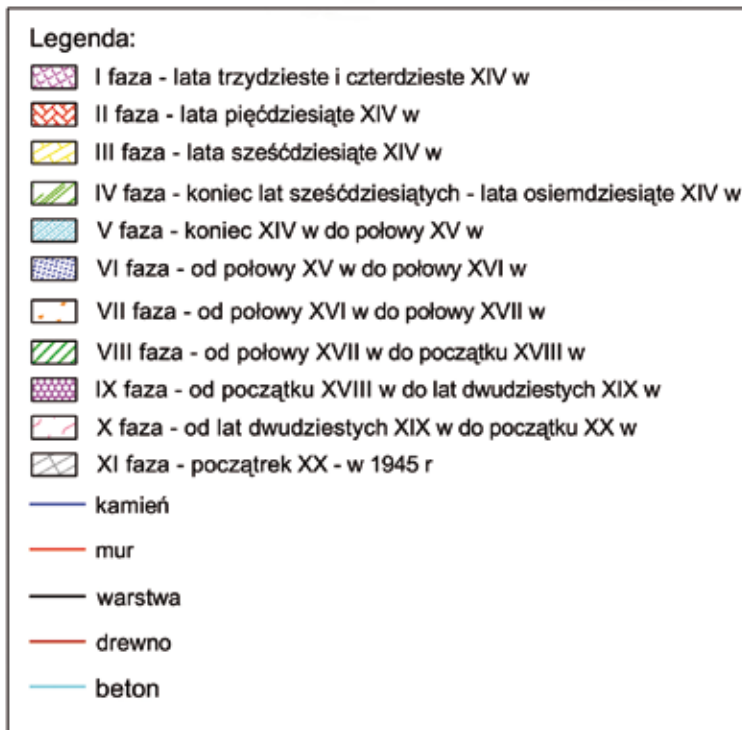 Legenda:
I faza - lata trzydzieste i czterdzieste XIV w
II faza - lata pięćdziesiąte XIV w
III faza - lata sześćdziesiąte XIV w
IV faza - koniec lat sześćdziesiątych - lata osiemdziesiąte XIV w
V faza - koniec XIV w do połowy XV w
VI faza - od połowy XV w do połowy XVI w
VII faza - od połowy XVI w do połowy XVII w
VIII faza - od połowy XVII w do początku XVIII w
IX faza - od początku XVIII w do lat dwudziestych XIX w
X faza - od lat dwudziestych XIX w do początku XX w
XI faza - początrek XX - w 1945 r
kamień
mur
warstwa
drewno
beton